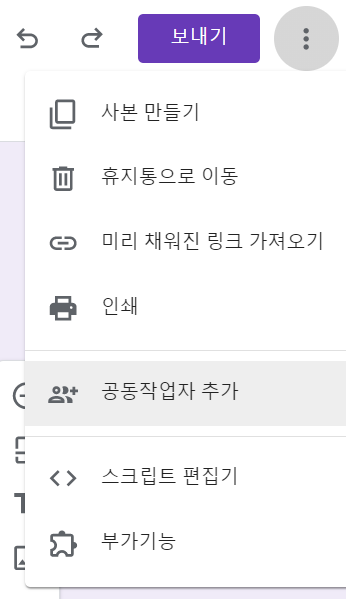 보내기
사본 만들기
휴지통으로 이동
미리 채워진 링크 가져오기
인쇄
공동작업자 추가
스크립트 편집기
부가기능